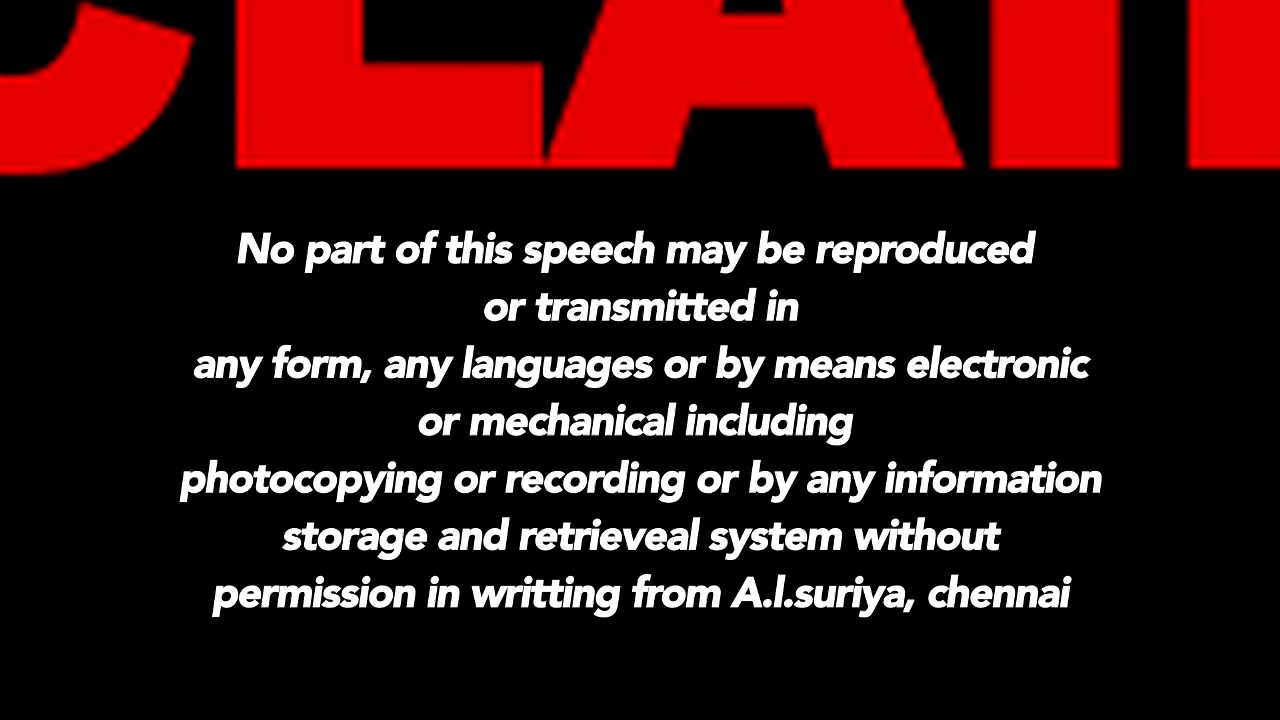 CLAI
No part of this speech may be reproduced
or transmitted in
any form, any languages or by means electronic
or mechanical including
photocopying or recording or by any information
storage and retrieveal system without
permission in writting from A.l.suriya, chennai